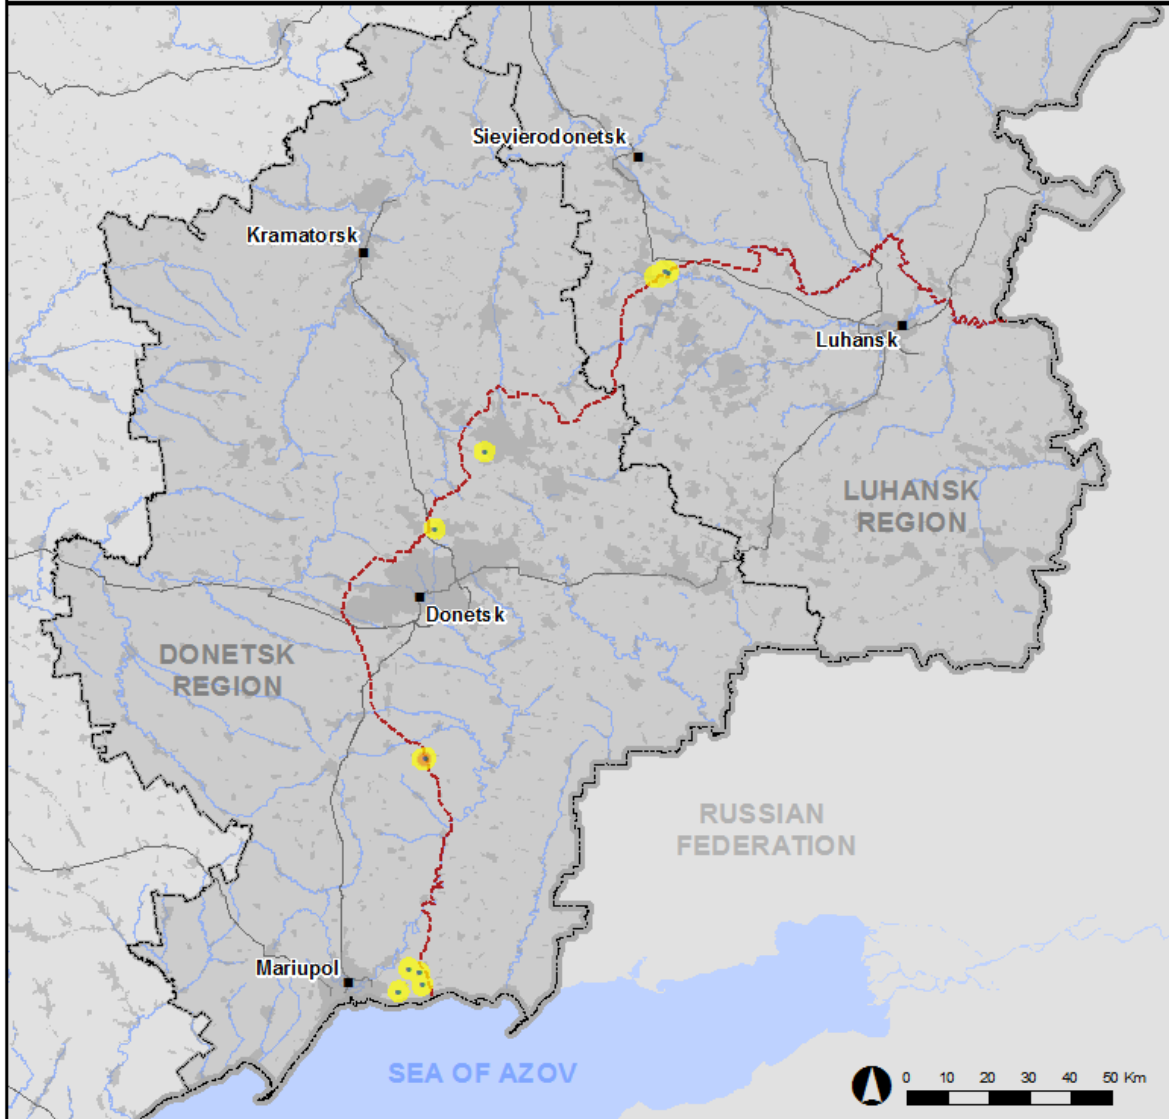 Sievierodonetsk
Kramatorsk
Luhansk
LUHANSK
REGION
Donetsk
DONETSK
REGION
RUSSIAN
FEDERATION
Mariupol
SEA OF AZOV
0 10 20 30 40 50 Km